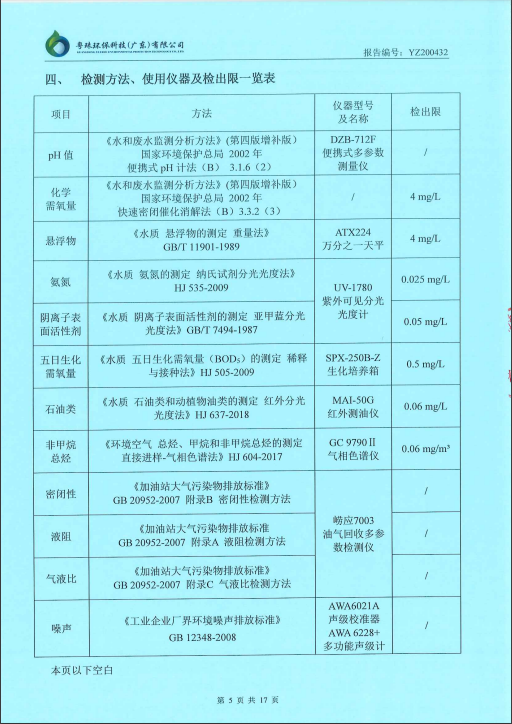 粤珠环保科技(广东)有限公司
报告编号：YZ200432
四、 检测方法、使用仪器及检出限一览表
项目
方法
仪器型号
及名称
检出限
pH 值
《水和废水监测分析方法》(第四版增补版)
国家环境保护总局 2002 年
便携式 pH 计法（B） 3.1.6（2）
DZB-712F
便携式多参数
测量仪
/
化学
需氧量
《水和废水监测分析方法》(第四版增补版)
国家环境保护总局 2002 年
快速密闭催化消解法（B）3.3.2（3）
/
4 mg/L
悬浮物
《水质 悬浮物的测定 重量法》
GB/T 11901-1989
ATX224
万分之一天平
4 mg/L
氨氮
《水质 氨氮的测定 纳氏试剂分光光度法》
HJ 535-2009
UV-1780
紫外可见分光
光度计
0.025 mg/L
阴离子表
面活性剂
《水质 阴离子表面活性剂的测定 亚甲蓝分光
光度法》GB/T 7494-1987
0.05 mg/L
五日生化
需氧量
《水质 五日生化需氧量（BOD₅）的测定 稀释
与接种法》HJ 505-2009
SPX-250B-Z
生化培养箱
0.5 mg/L
石油类
《水质 石油类和动植物油类的测定 红外分光
光度法》HJ 637-2018
MAI-50G
红外测油仪
0.06 mg/L
非甲烷
总烃
《环境空气 总烃、甲烷和非甲烷总烃的测定
直接进样-气相色谱法》HJ 604-2017
GC 9790Ⅱ
气相色谱仪
0.06 mg/m³
密闭性
《加油站大气污染物排放标准》
GB 20952-2007 附录B 密闭性检测方法
崂应7003
油气回收多参
数检测仪
/
液阻
《加油站大气污染物排放标准
GB 20952-2007 附录A 液阻检测方法》
/
气液比
《加油站大气污染物排放标准》
GB 20952-2007 附录C 气液比检测方法
/
噪声
《工业企业厂界环境噪声排放标准》
GB 12348-2008
AWA6021A
声级校准器
AWA 6228+
多功能声级计
/
本页以下空白
第 5 页 共 17 页